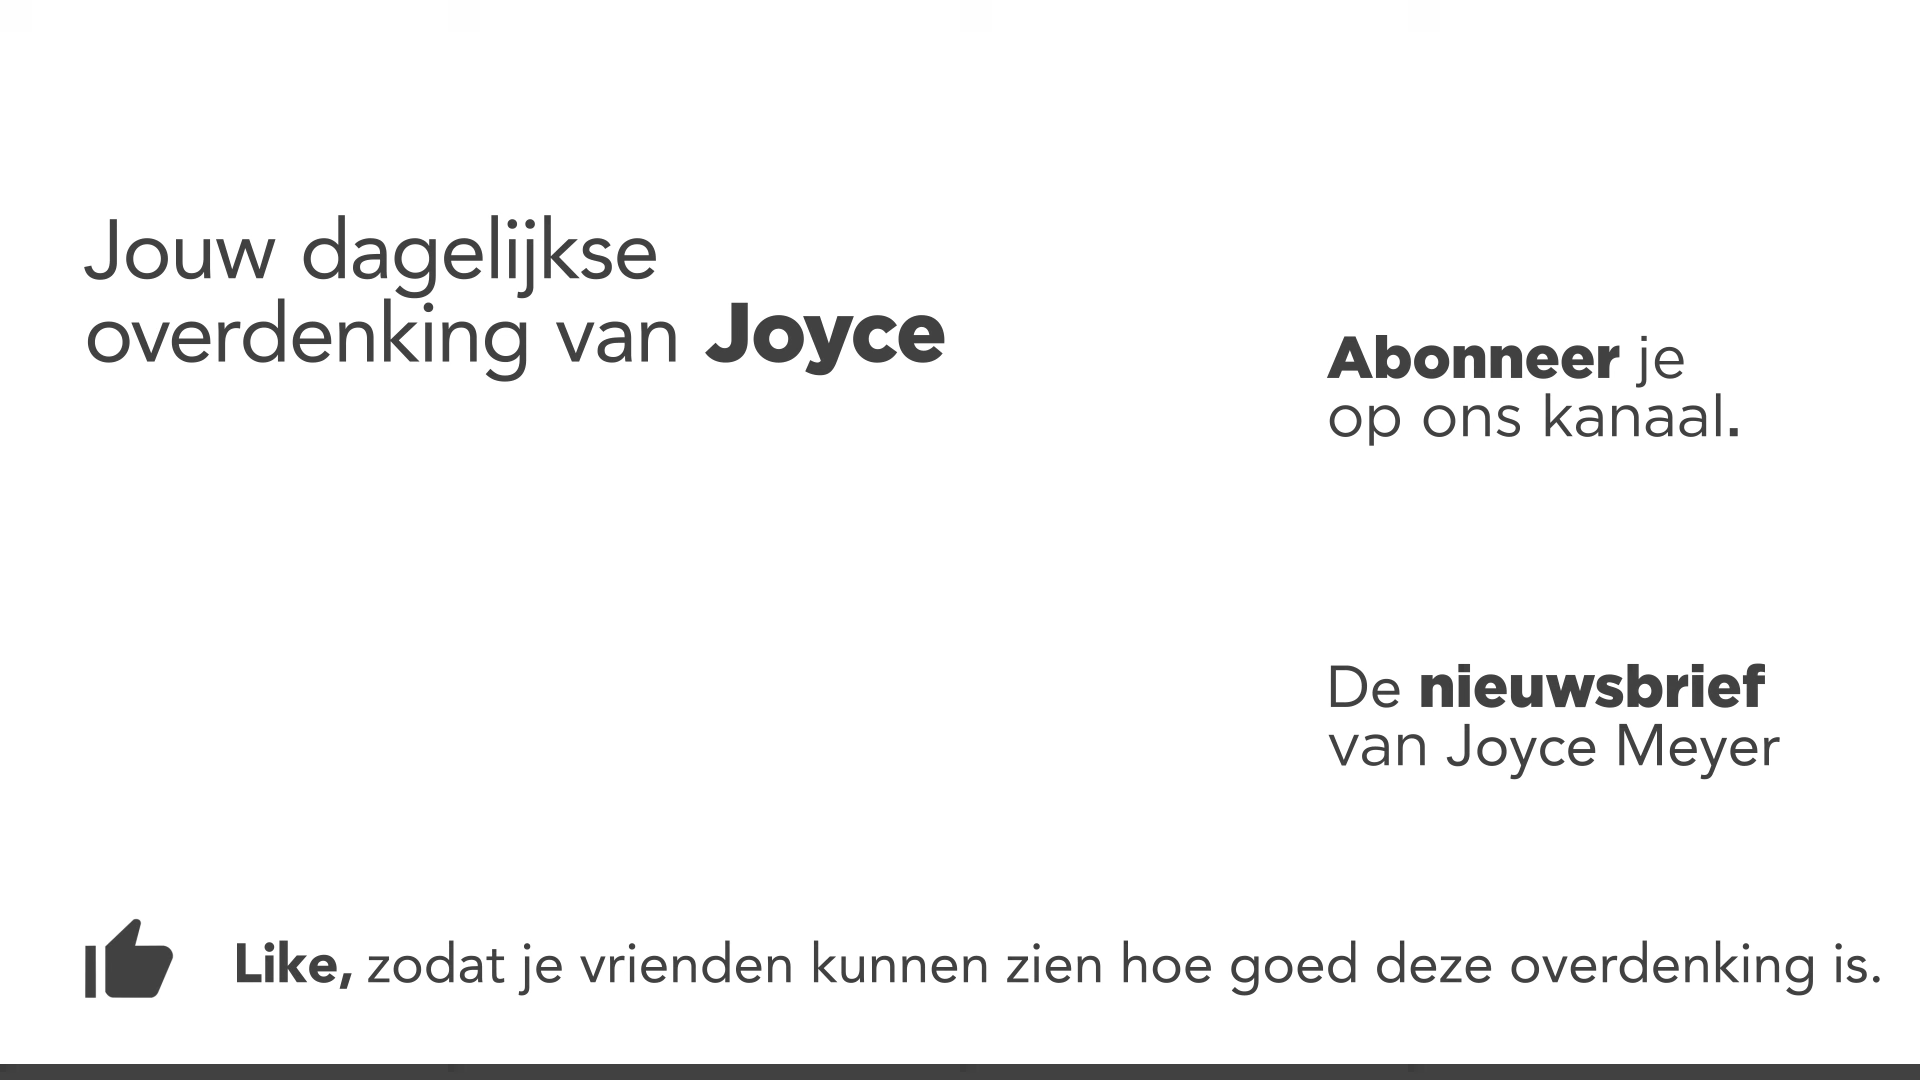 Jouw dagelijkse
overdenking van Joyce
Abonneer je
op ons kanaal.
De nieuwsbrief
van Joyce Meyer
Like, zodat je vrienden kunnen zien hoe goed deze overdenking is.